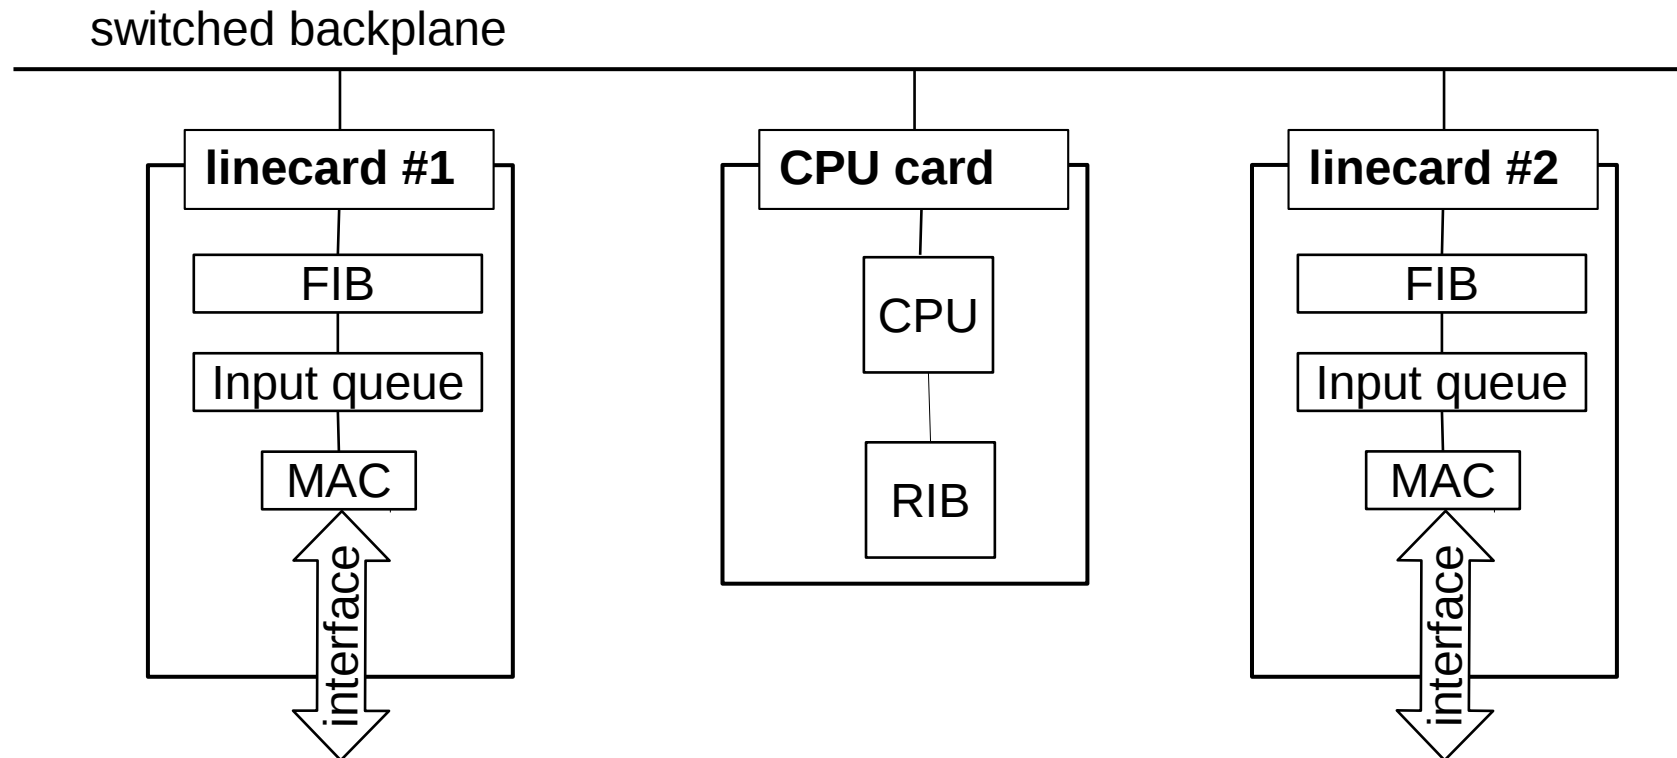 switched backplane
linecard #1
FIB
Input queue
MAC
interface
CPU card
CPU
RIB
linecard #2
FIB
Input queue
MAC
interface